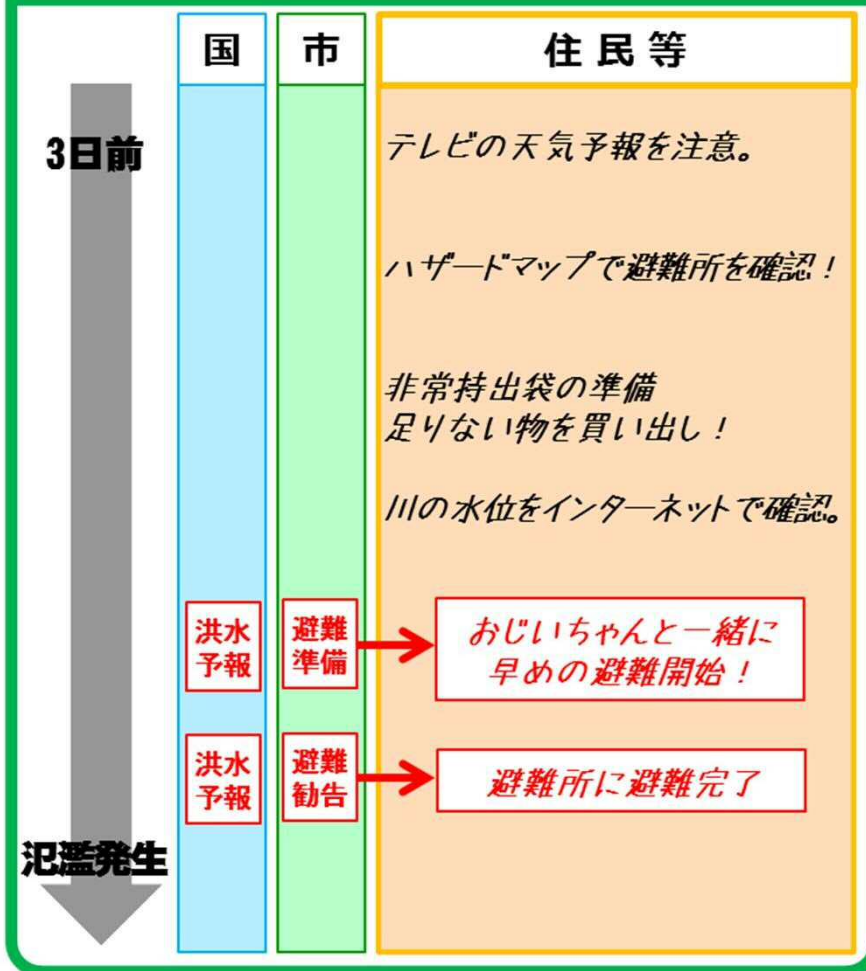 国
市
住民等
3日前
テレビの天気予報を注意。
ハザードマップで避難所を確認！
非常持出袋の準備
足りない物を買い出し！
川の水位をインターネットで確認。
洪水
予報
避難
準備
おじいちゃんと一緒に
早めの避難開始！
洪水
予報
避難
勧告
避難所に避難完了
氾濫発生